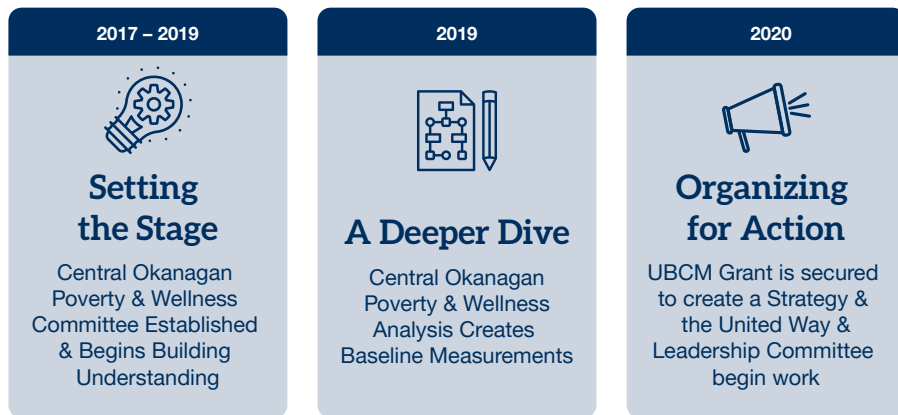 2017 – 2019
Setting
the Stage
Central Okanagan
Poverty & Wellness
Committee Established
& Begins Building
Understanding
2019
A Deeper Dive
Central Okanagan
Poverty & Wellness
Analysis Creates
Baseline Measurements
2020
Organizing
for Action
UBCM Grant is secured
to create a Strategy &
the United Way &
Leadership Committee
begin work